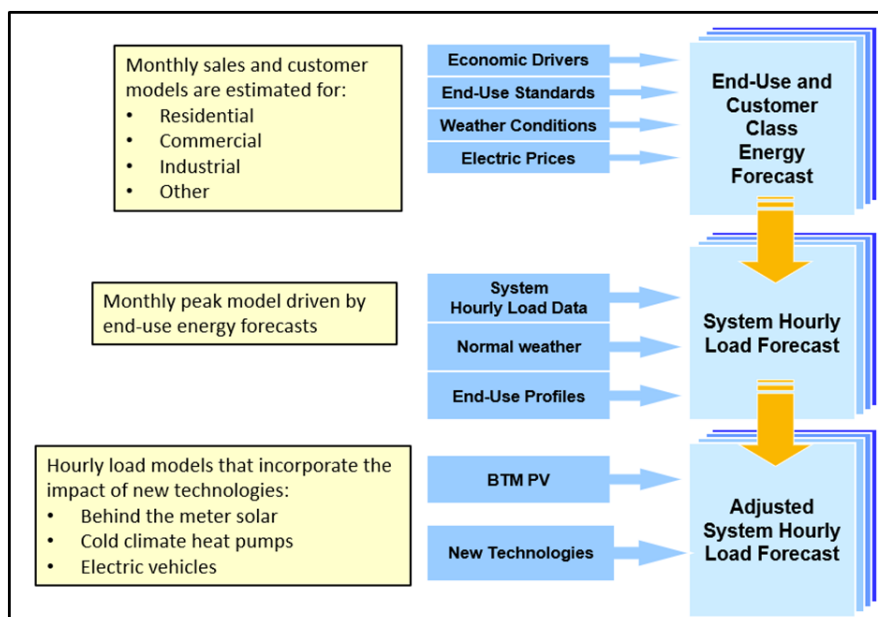 Monthly sales and customer
models are estimated for:
• Residential
• Commercial
• Industrial
• Other
Economic Drivers
End-Use Standards
Weather Conditions
Electric Prices
End-Use and
Customer
Class
Energy
Forecast
Monthly peak model driven by
end-use energy forecasts
System
Hourly Load Data
Normal weather
End-Use Profiles
System Hourly
Load Forecast
Hourly load models that incorporate the
impact of new technologies:
• Behind the meter solar
• Cold climate heat pumps
• Electric vehicles
BTM PV
New Technologies
Adjusted
System Hourly
Load Forecast